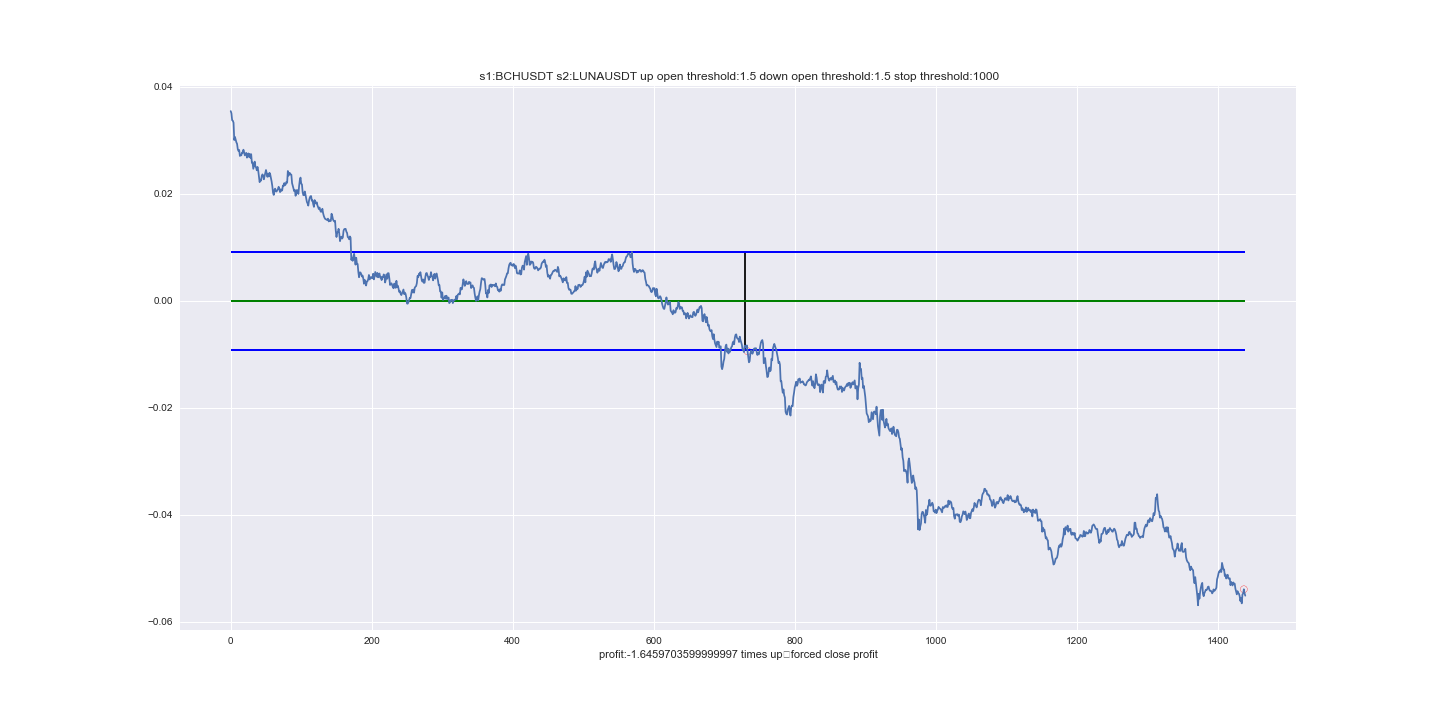 s1:BCHUSDT s2:LUNAUSDT up open threshold:1.5 down open threshold:1.5 stop threshold:1000
0.04
0.02
0.00
−0.02
−0.04
−0.06
0 200 400 600 800 1000 1200 1400
profit:-1.6459703599999997 times up□forced close profit